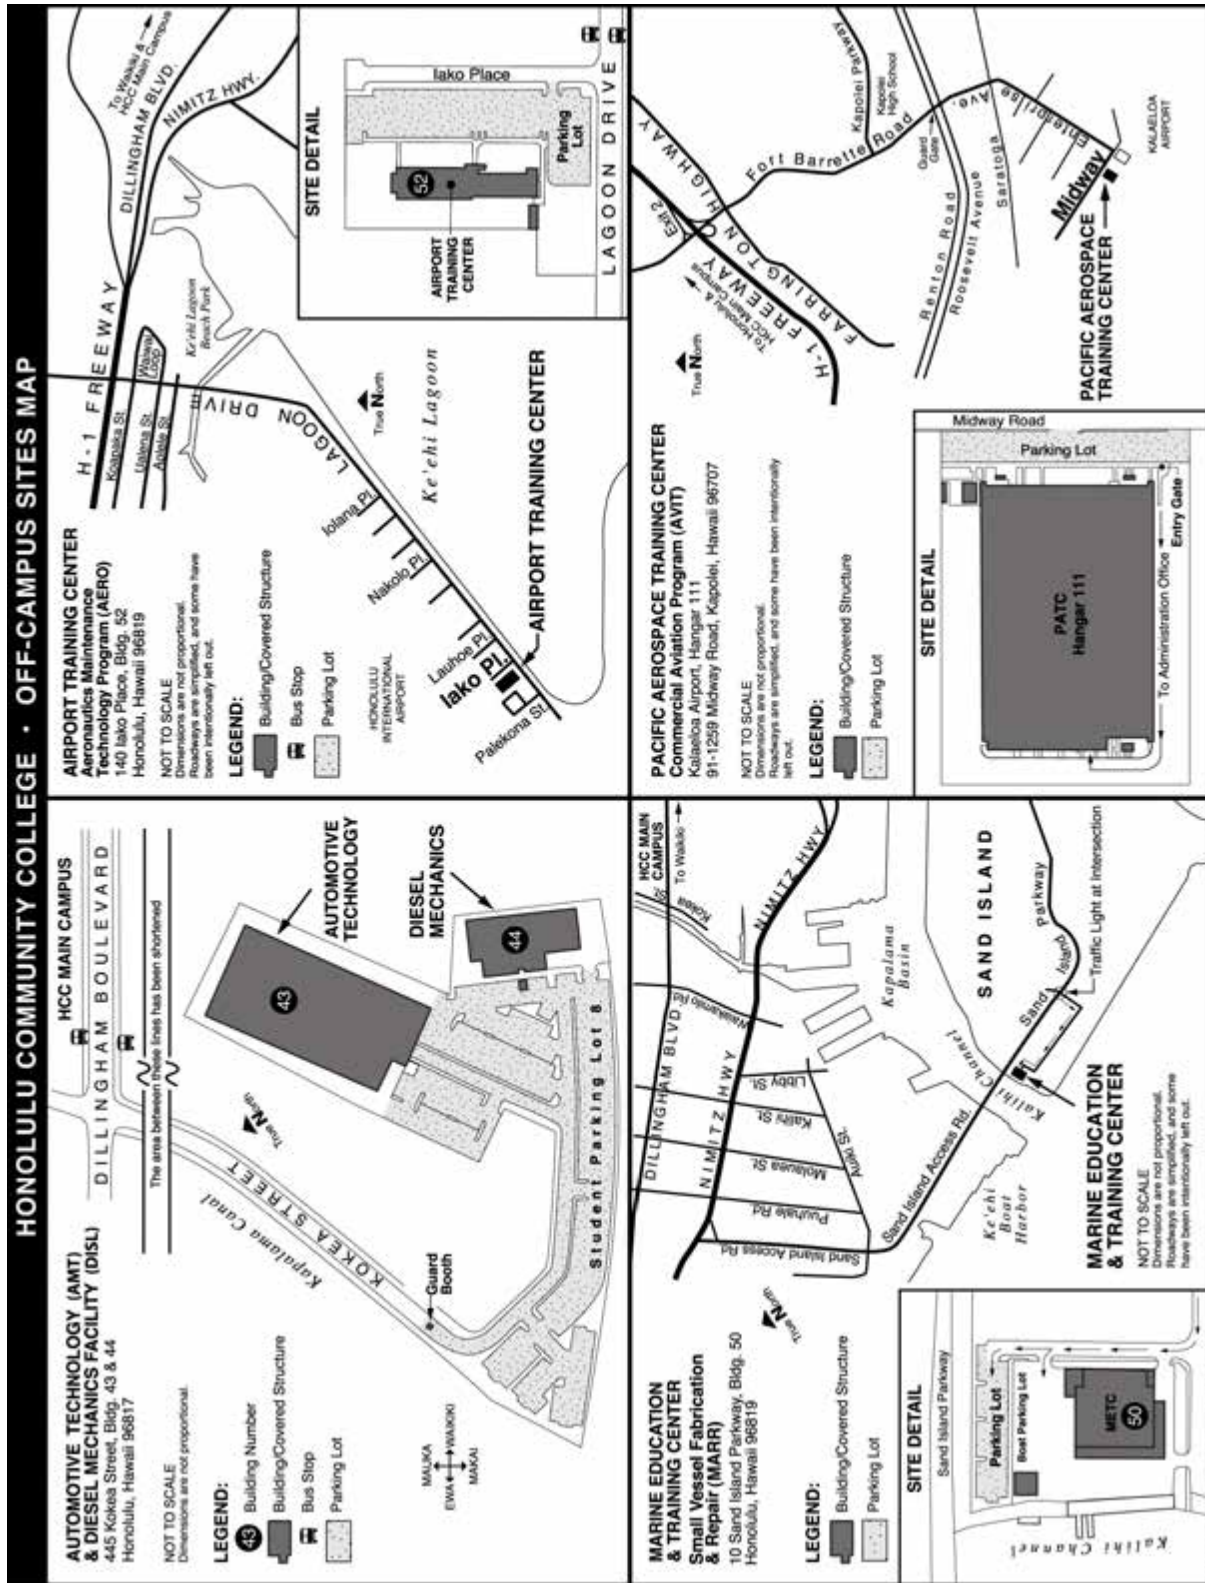 HONOLULU COMMUNITY COLLEGE · OFF-CAMPUS SITES MAP
AUTOMOTIVE TECHNOLOGY (AMT)
& DIESEL MECHANICS FACILITY (DISL)
445 Kokea Street, Bldg. 43 & 44
Honolulu, Hawaii 96817
NOT TO SCALE
Dimensions are not proportional.
LEGEND:
43 Building Number
Building/Covered Structure
Bus Stop
Parking Lot
MAUKA
EWA WAIKIKI
MAKAI
HCC MAIN CAMPUS
DILLINGHAM BOULEVARD
The area between these lines has been shortened
True North
KOKEA STREET
Kapalama Canal
Guard
Booth
43
AUTOMOTIVE
TECHNOLOGY
44
DIESEL
MECHANICS
Student Parking Lot 8
AIRPORT TRAINING CENTER
Aeronautics Maintenance
Technology Program (AERO)
140 Iako Place, Bldg. 52
Honolulu, Hawaii 96819
NOT TO SCALE
Dimensions are not proportional.
Roadways are simplified, and some have
been intentionally left out.
LEGEND:
Building/Covered Structure
Bus Stop
Parking Lot
H-1 FREEWAY
Koapaka St.
Ualena St.
Aolele St.
Waiwai
Loop
DILLINGHAM BLVD.
To Waikiki &
HCC Main Campus
NIMITZ HWY.
Ke'ehi Lagoon
Beach Park
LAGOON DRIVE
True North
Ke'ehi Lagoon
Iolana Pl.
Nakolo Pl.
Lauhoe Pl.
Iako Pl.
Palekona St.
HONOLULU
INTERNATIONAL
AIRPORT
AIRPORT TRAINING CENTER
SITE DETAIL
Iako Place
52
Parking
Lot
AIRPORT
TRAINING
CENTER
LAGOON DRIVE
MARINE EDUCATION
& TRAINING CENTER
Small Vessel Fabrication
& Repair (MARR)
10 Sand Island Parkway, Bldg. 50
Honolulu, Hawaii 96819
LEGEND:
Building/Covered Structure
Parking Lot
True North
DILLINGHAM BLVD
Kokea St.
HCC MAIN
CAMPUS
To Waikiki
NIMITZ HWY
NIMITZ HWY
Waiakamilo Rd.
Libby St.
Kalihi St.
Mokauea St.
Puuhale Rd.
Sand Island Access Rd.
Auiki St.
Sand Island Access Rd.
Kapalama
Basin
Kalihi Channel
Ke'ehi
Boat
Harbor
SAND ISLAND
Sand Island Parkway
Traffic Light at Intersection
MARINE EDUCATION
& TRAINING CENTER
NOT TO SCALE
Dimensions are not proportional.
Roadways are simplified, and some
have been intentionally left out.
SITE DETAIL
Sand Island Parkway
Parking Lot
Boat Parking Lot
METC
50
Kalihi Channel
PACIFIC AEROSPACE TRAINING CENTER
Commercial Aviation Program (AVIT)
Kalaeloa Airport, Hangar 111
91-1259 Midway Road, Kapolei, Hawaii 96707
NOT TO SCALE
Dimensions are not proportional.
Roadways are simplified, and some have been intentionally
left out.
LEGEND:
Building/Covered Structure
Parking Lot
True North
To Honolulu &
HCC Main Campus
Exit 2
H-1 FREEWAY
FARRINGTON HIGHWAY
Fort Barrette Road
Kapolei Parkway
Kapolei
High School
Guard
Gate
Renton Road
Roosevelt Avenue
Saratoga
Enterprise Ave.
Midway
KALAELOA
AIRPORT
PACIFIC AEROSPACE
TRAINING CENTER
SITE DETAIL
Midway Road
Parking Lot
PATC
Hangar 111
Entry Gate
To Administration Office